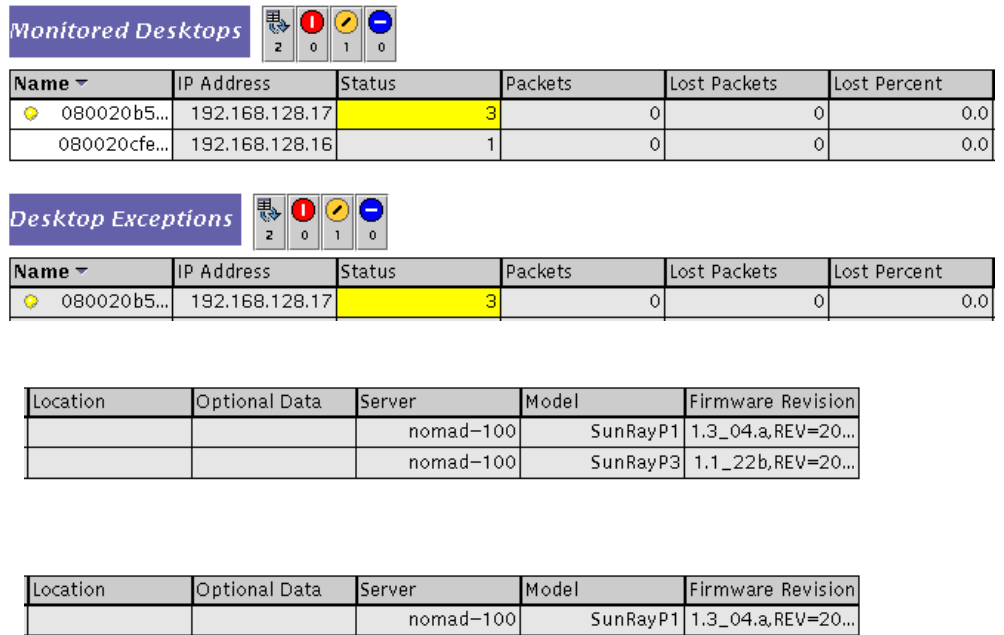 Monitored Desktops 2 0 1 0
Name IP Address Status Packets Lost Packets Lost Percent
080020b5... 192.168.128.17 3 0 0 0.0
080020cfe... 192.168.128.16 1 0 0 0.0
Desktop Exceptions 2 0 1 0
Name IP Address Status Packets Lost Packets Lost Percent
080020b5... 192.168.128.17 3 0 0 0.0
Location Optional Data Server Model Firmware Revision
nomad-100 SunRayP1 1.3_04.a,REV=20...
nomad-100 SunRayP3 1.1_22b,REV=20...
Location Optional Data Server Model Firmware Revision
nomad-100 SunRayP1 1.3_04.a,REV=20...